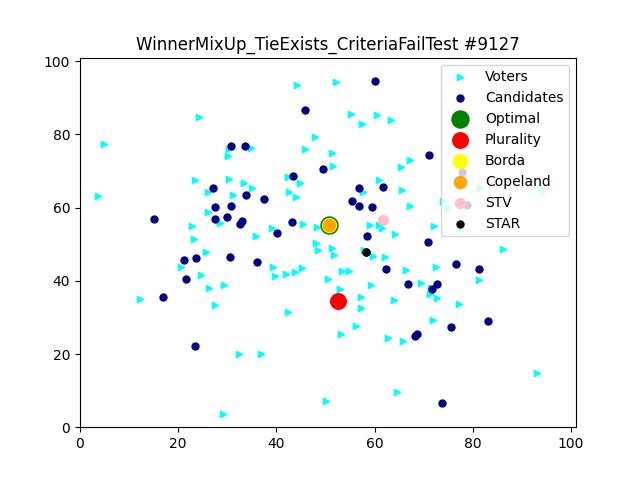 WinnerMixUp_TieExists_CriteriaFailTest #9127
100
80
60
40
20
0
0 20 40 60 80 100
Voters
Candidates
Optimal
Plurality
Borda
Copeland
STV
STAR